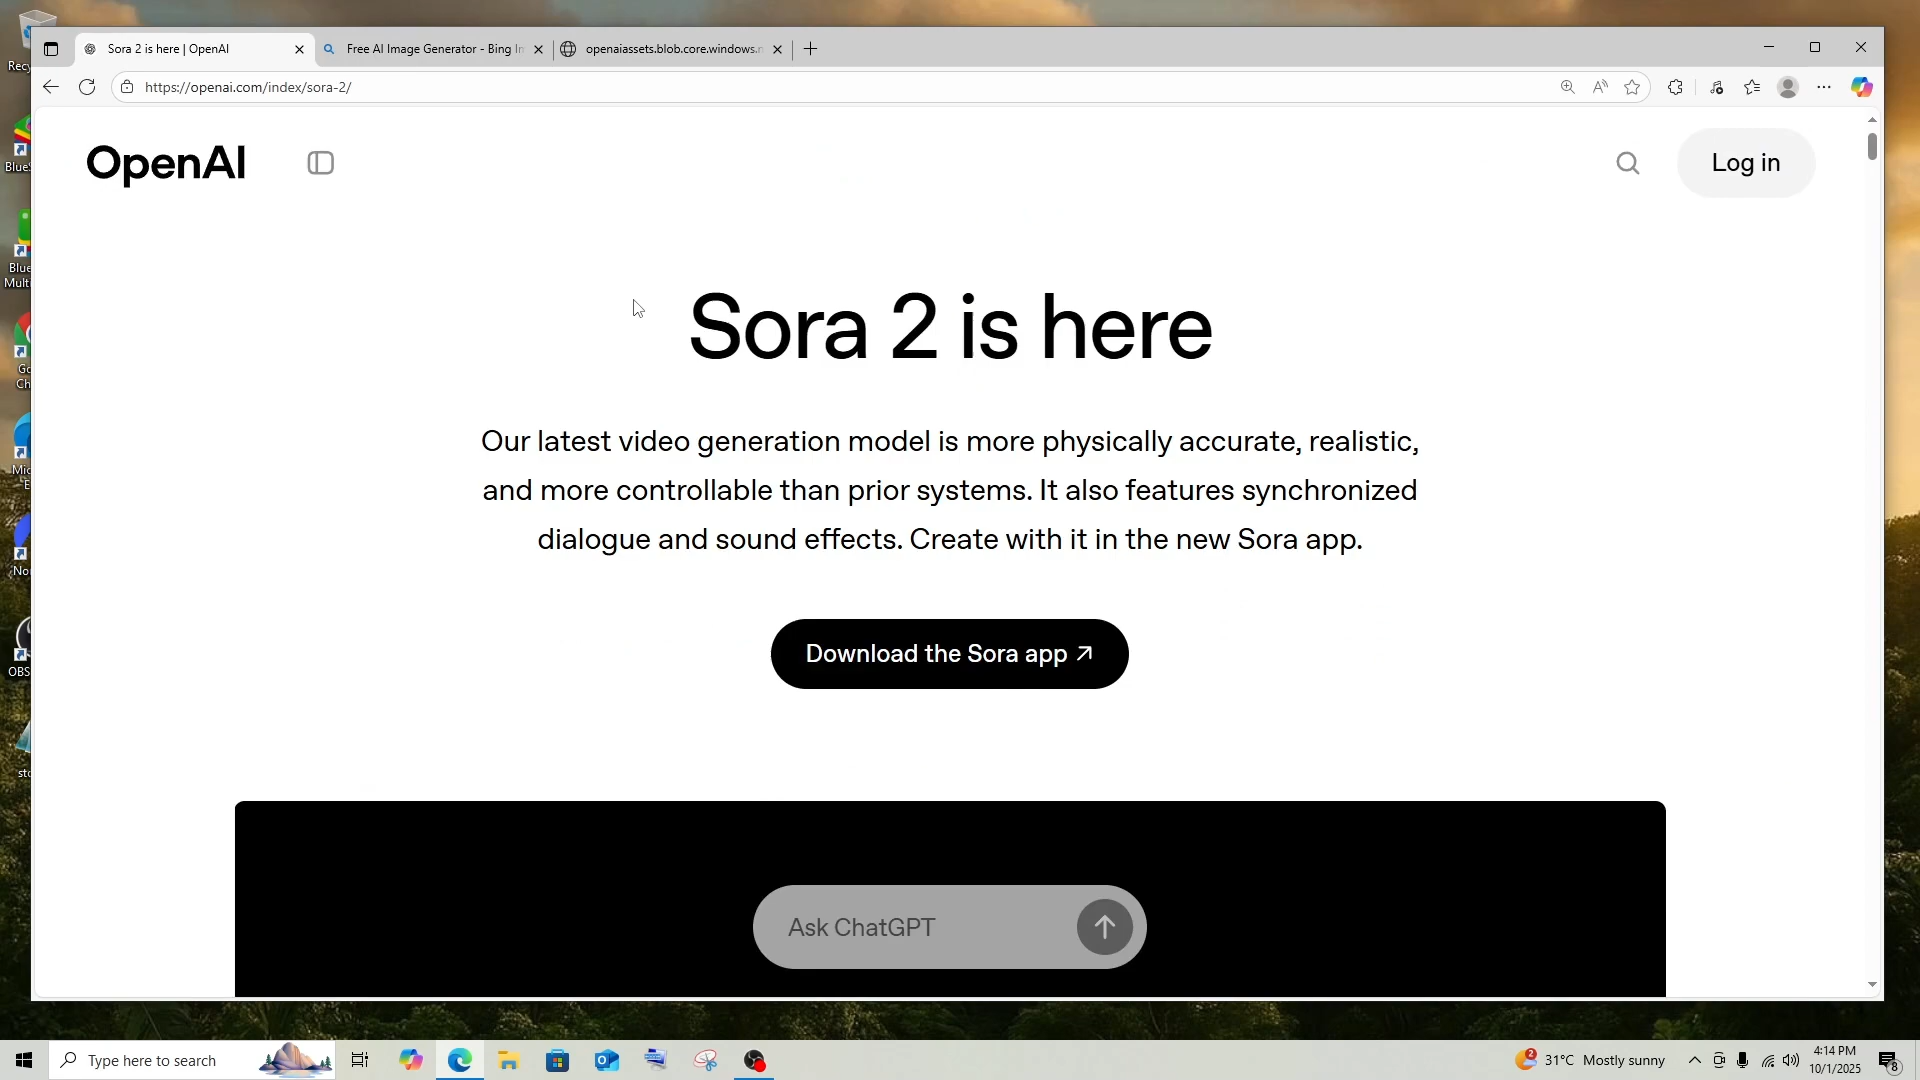 Sora 2 is here | OpenAI
Free AI Image Generator - Bing
openaiassets.blob.core.windows.
https://openai.com/index/sora-2/
OpenAI
Log in
Sora 2 is here
Our latest video generation model is more physically accurate, realistic,
and more controllable than prior systems. It also features synchronized
dialogue and sound effects. Create with it in the new Sora app.
Download the Sora app ↗
Ask ChatGPT
Type here to search
2
31°C Mostly sunny
4:14 PM
10/1/2025
8